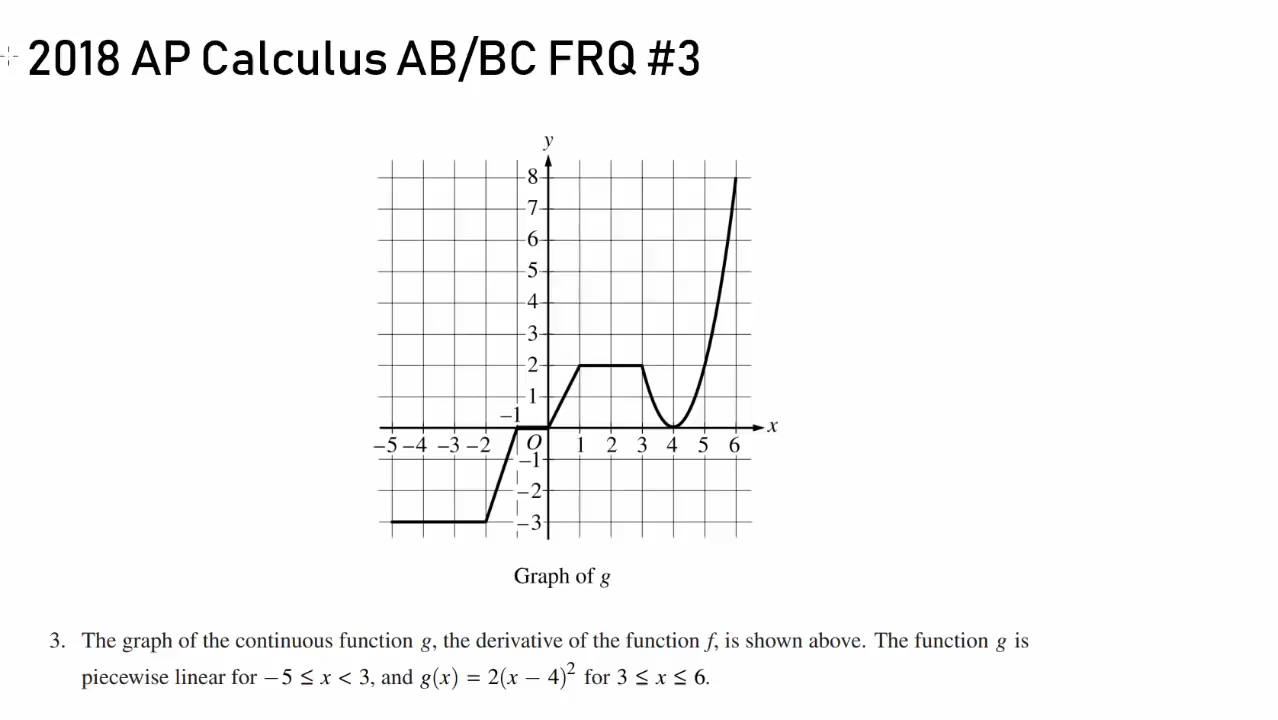 2018 AP Calculus AB/BC FRQ #3
y
8
7
6
5
4
3
2
1
−1
−5 −4 −3 −2 O 1 2 3 4 5 6 x
−1
−2
−3
Graph of g
3. The graph of the continuous function g, the derivative of the function f, is shown above. The function g is
piecewise linear for −5 ≤ x < 3, and g(x) = 2(x − 4)² for 3 ≤ x ≤ 6.